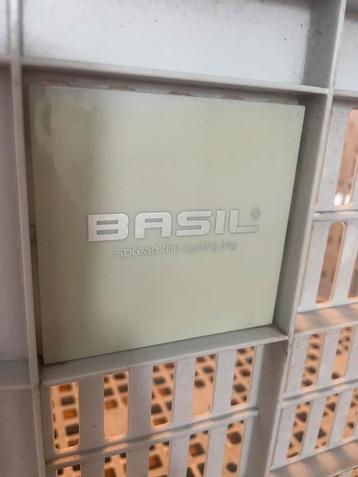 BASIL®
spread the cycling joy